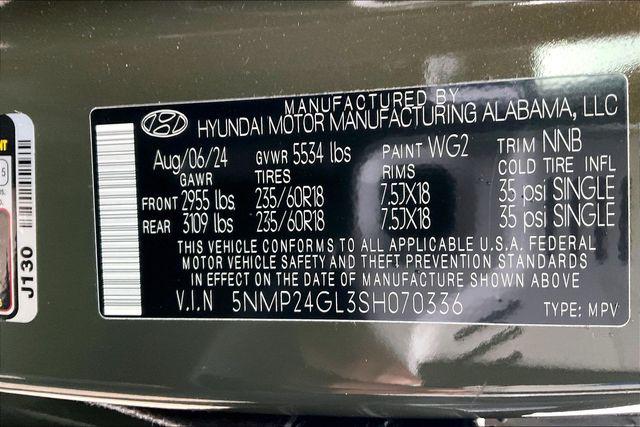 MANUFACTURED BY
HYUNDAI MOTOR MANUFACTURING ALABAMA, LLC
Aug/06/24 GVWR 5534 lbs PAINT WG2 TRIM NNB
GAWR TIRES RIMS COLD TIRE INFL
FRONT 2955 lbs 235/60R18 7.5JX18 35 psi SINGLE
REAR 3109 lbs 235/60R18 7.5JX18 35 psi SINGLE
THIS VEHICLE CONFORMS TO ALL APPLICABLE U.S.A. FEDERAL
MOTOR VEHICLE SAFETY AND THEFT PREVENTION STANDARDS
IN EFFECT ON THE DATE OF MANUFACTURE SHOWN ABOVE
V.I.N 5NMP24GL3SH070336 TYPE: MPV
J130
5